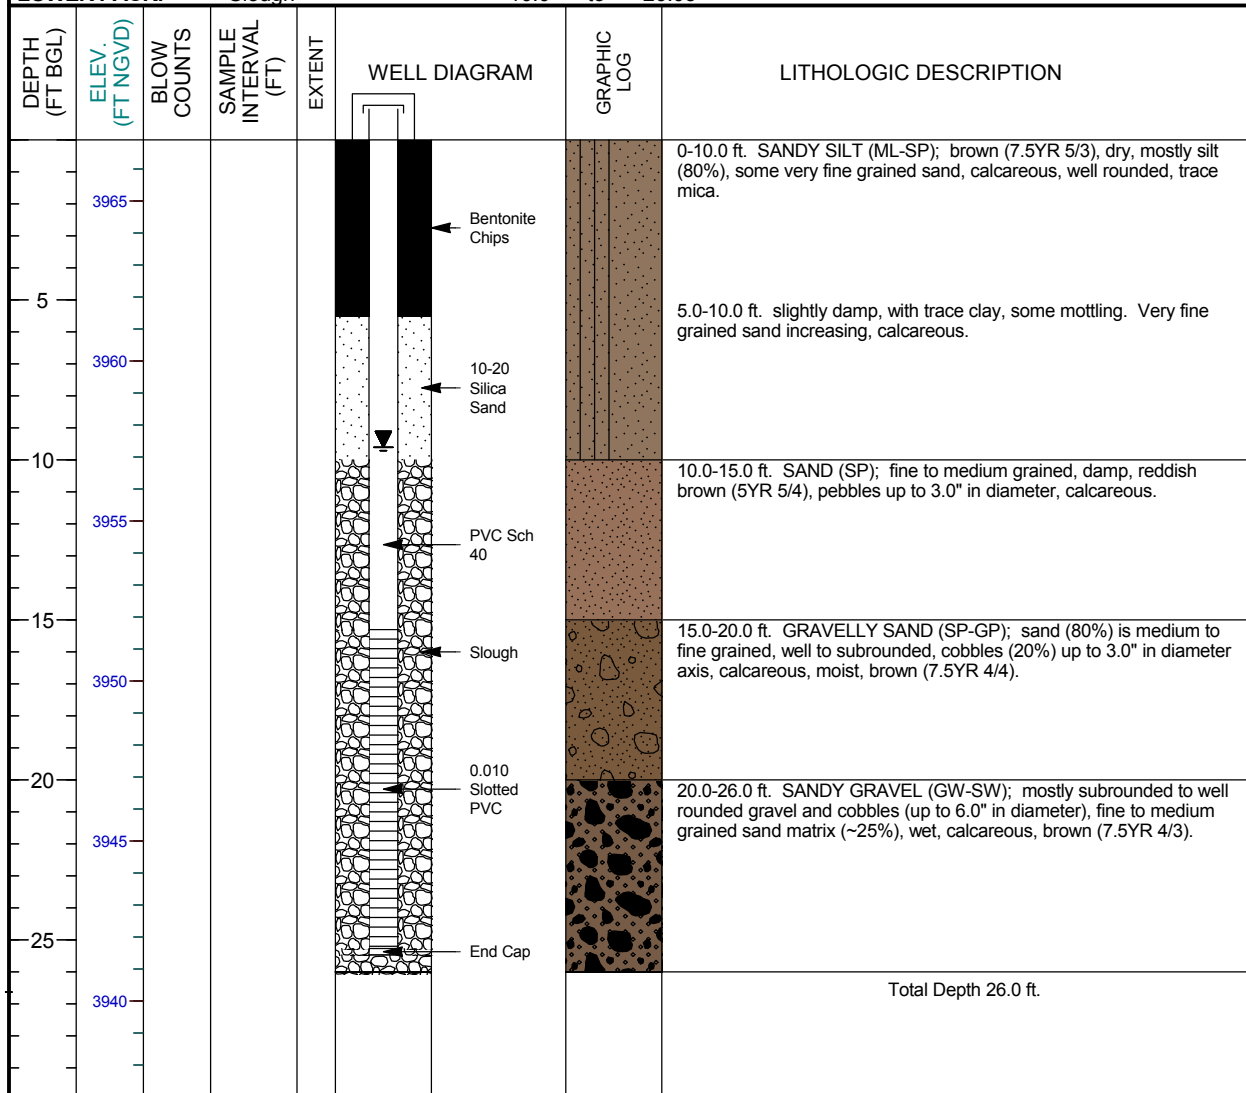 DEPTH (FT BGL)
ELEV. (FT NGVD)
BLOW COUNTS
SAMPLE INTERVAL (FT)
EXTENT
WELL DIAGRAM
GRAPHIC LOG
LITHOLOGIC DESCRIPTION
0-10.0 ft. SANDY SILT (ML-SP); brown (7.5YR 5/3), dry, mostly silt
(80%), some very fine grained sand, calcareous, well rounded, trace
mica.
3965
Bentonite
Chips
5
5.0-10.0 ft. slightly damp, with trace clay, some mottling. Very fine
grained sand increasing, calcareous.
3960
10-20
Silica
Sand
10
10.0-15.0 ft. SAND (SP); fine to medium grained, damp, reddish
brown (5YR 5/4), pebbles up to 3.0" in diameter, calcareous.
3955
PVC Sch
40
15
15.0-20.0 ft. GRAVELLY SAND (SP-GP); sand (80%) is medium to
fine grained, well to subrounded, cobbles (20%) up to 3.0" in diameter
axis, calcareous, moist, brown (7.5YR 4/4).
Slough
3950
20
0.010
Slotted
PVC
20.0-26.0 ft. SANDY GRAVEL (GW-SW); mostly subrounded to well
rounded gravel and cobbles (up to 6.0" in diameter), fine to medium
grained sand matrix (~25%), wet, calcareous, brown (7.5YR 4/3).
3945
25
End Cap
Total Depth 26.0 ft.
3940